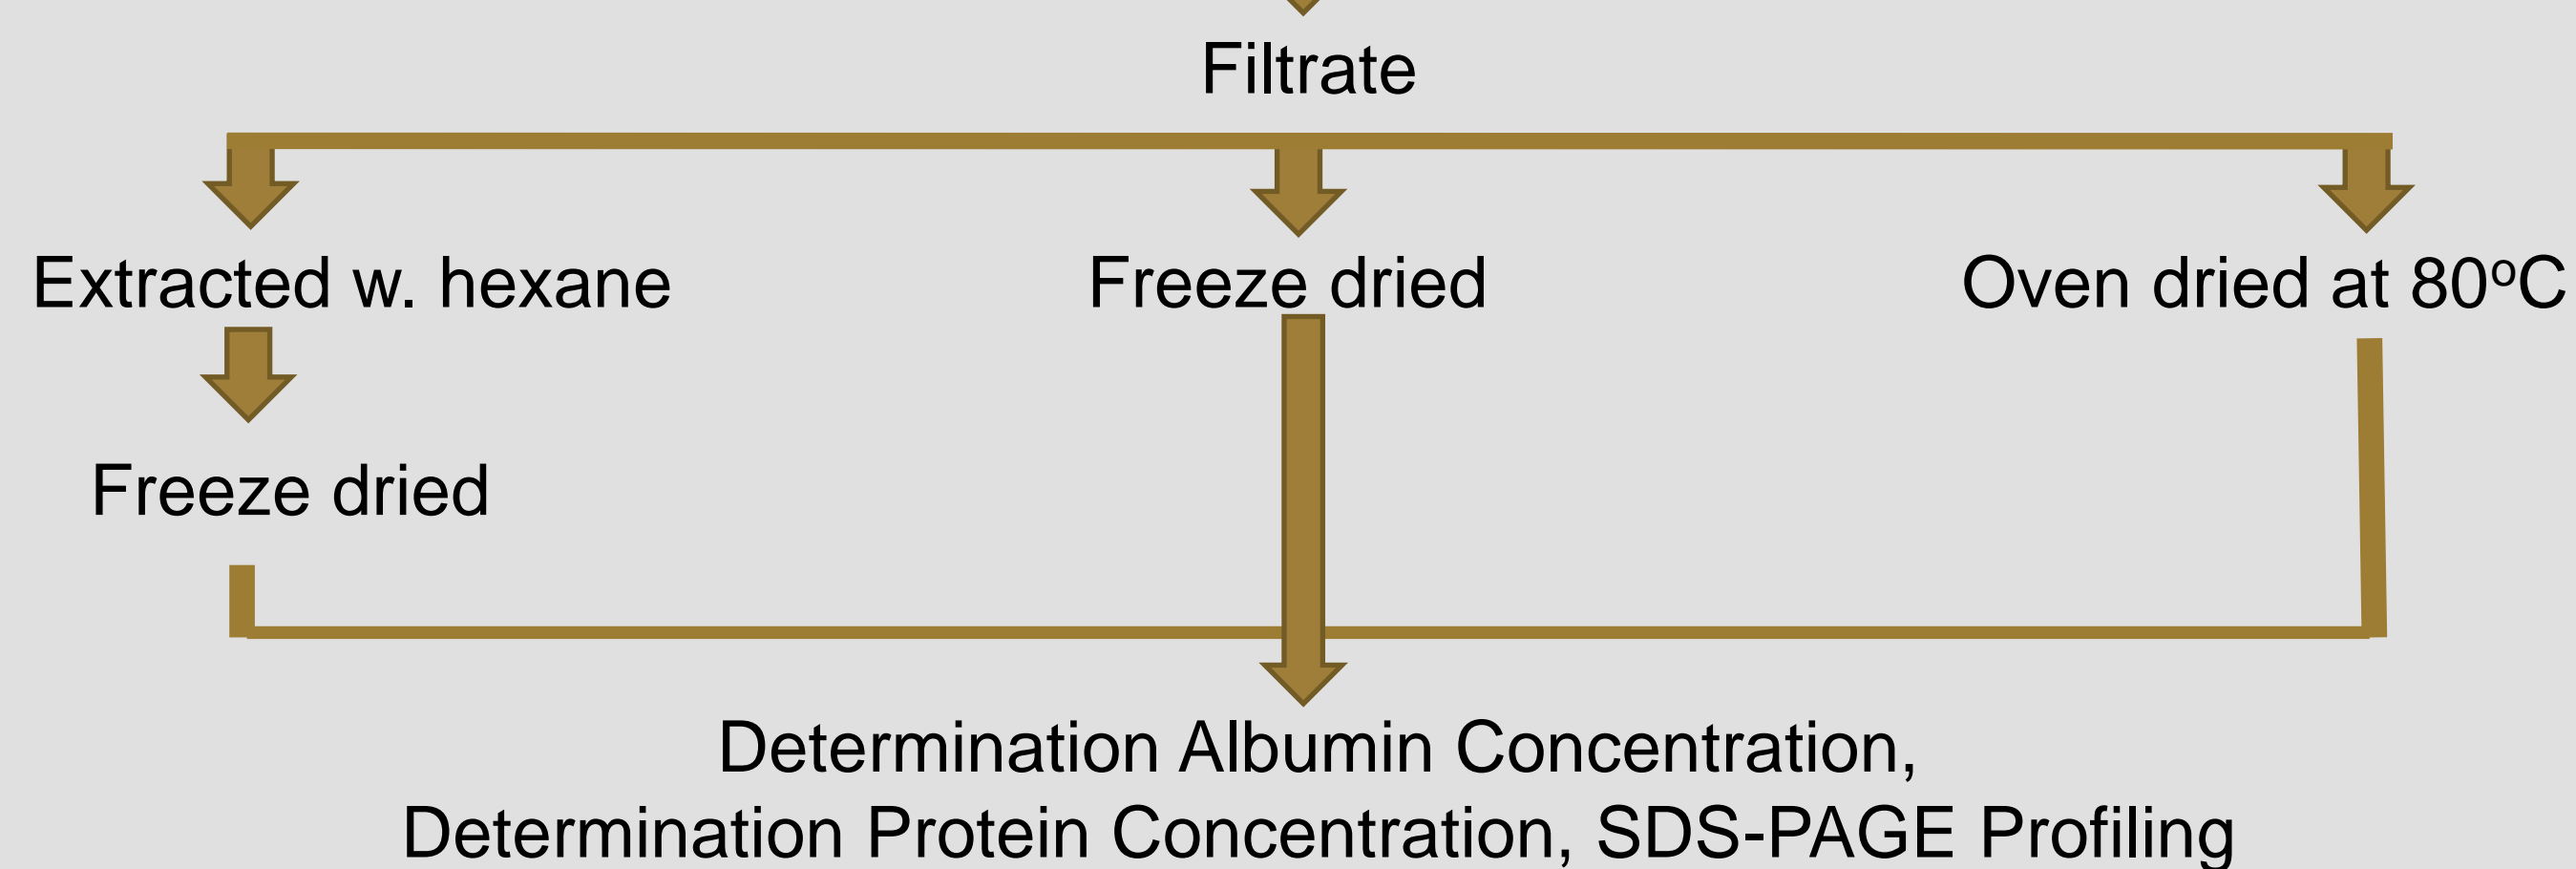 Filtrate
Extracted w. hexane
Freeze dried
Oven dried at 80ºC
Freeze dried
Determination Albumin Concentration,
Determination Protein Concentration, SDS-PAGE Profiling